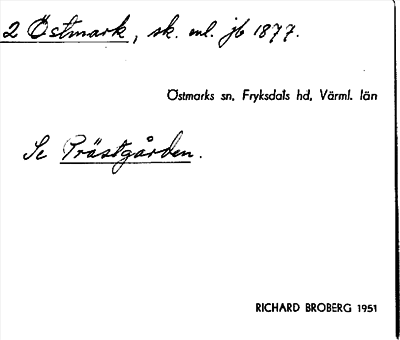 2 Östmark, sk. enl. jb 1877.
Östmarks sn, Fryksdals hd, Värml. län
Se Prästgården.
RICHARD BROBERG 1951